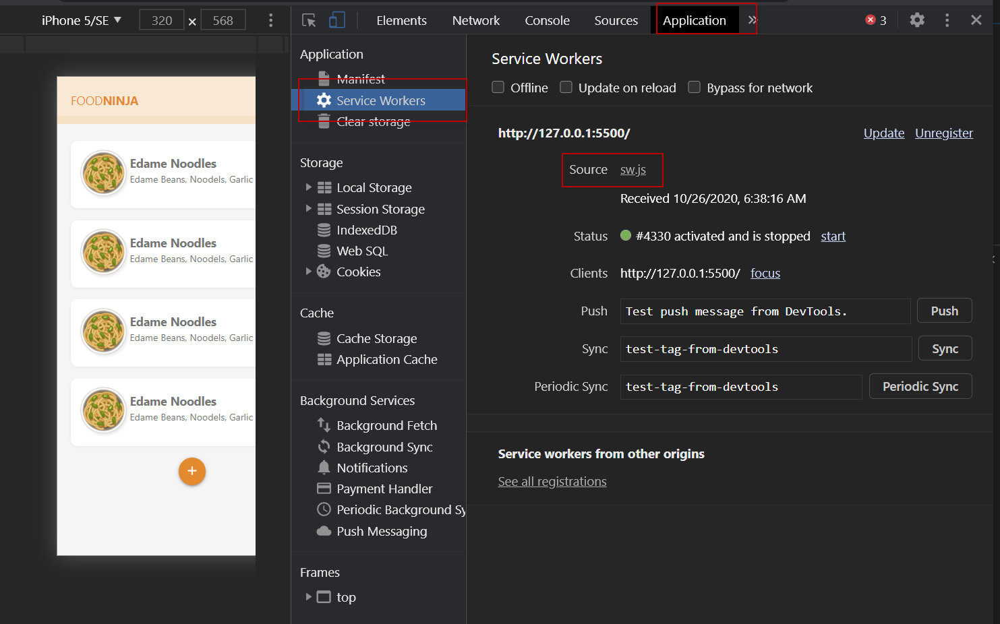 iPhone 5/SE ▼ 320 × 568
Elements Network Console Sources Application » 3
FOODNINJA
Edame Noodles
Edame Beans, Noodels, Garlic
Edame Noodles
Edame Beans, Noodels, Garlic
Edame Noodles
Edame Beans, Noodels, Garlic
Edame Noodles
Edame Beans, Noodels, Garlic
+
Application
Manifest
Service Workers
Clear storage
Storage
Local Storage
Session Storage
IndexedDB
Web SQL
Cookies
Cache
Cache Storage
Application Cache
Background Services
Background Fetch
Background Sync
Notifications
Payment Handler
Periodic Background Sy
Push Messaging
Frames
top
Service Workers
Offline Update on reload Bypass for network
http://127.0.0.1:5500/ Update Unregister
Source sw.js
Received 10/26/2020, 6:38:16 AM
Status #4330 activated and is stopped start
Clients http://127.0.0.1:5500/ focus
Push Test push message from DevTools. Push
Sync test-tag-from-devtools Sync
Periodic Sync test-tag-from-devtools Periodic Sync
Service workers from other origins
See all registrations